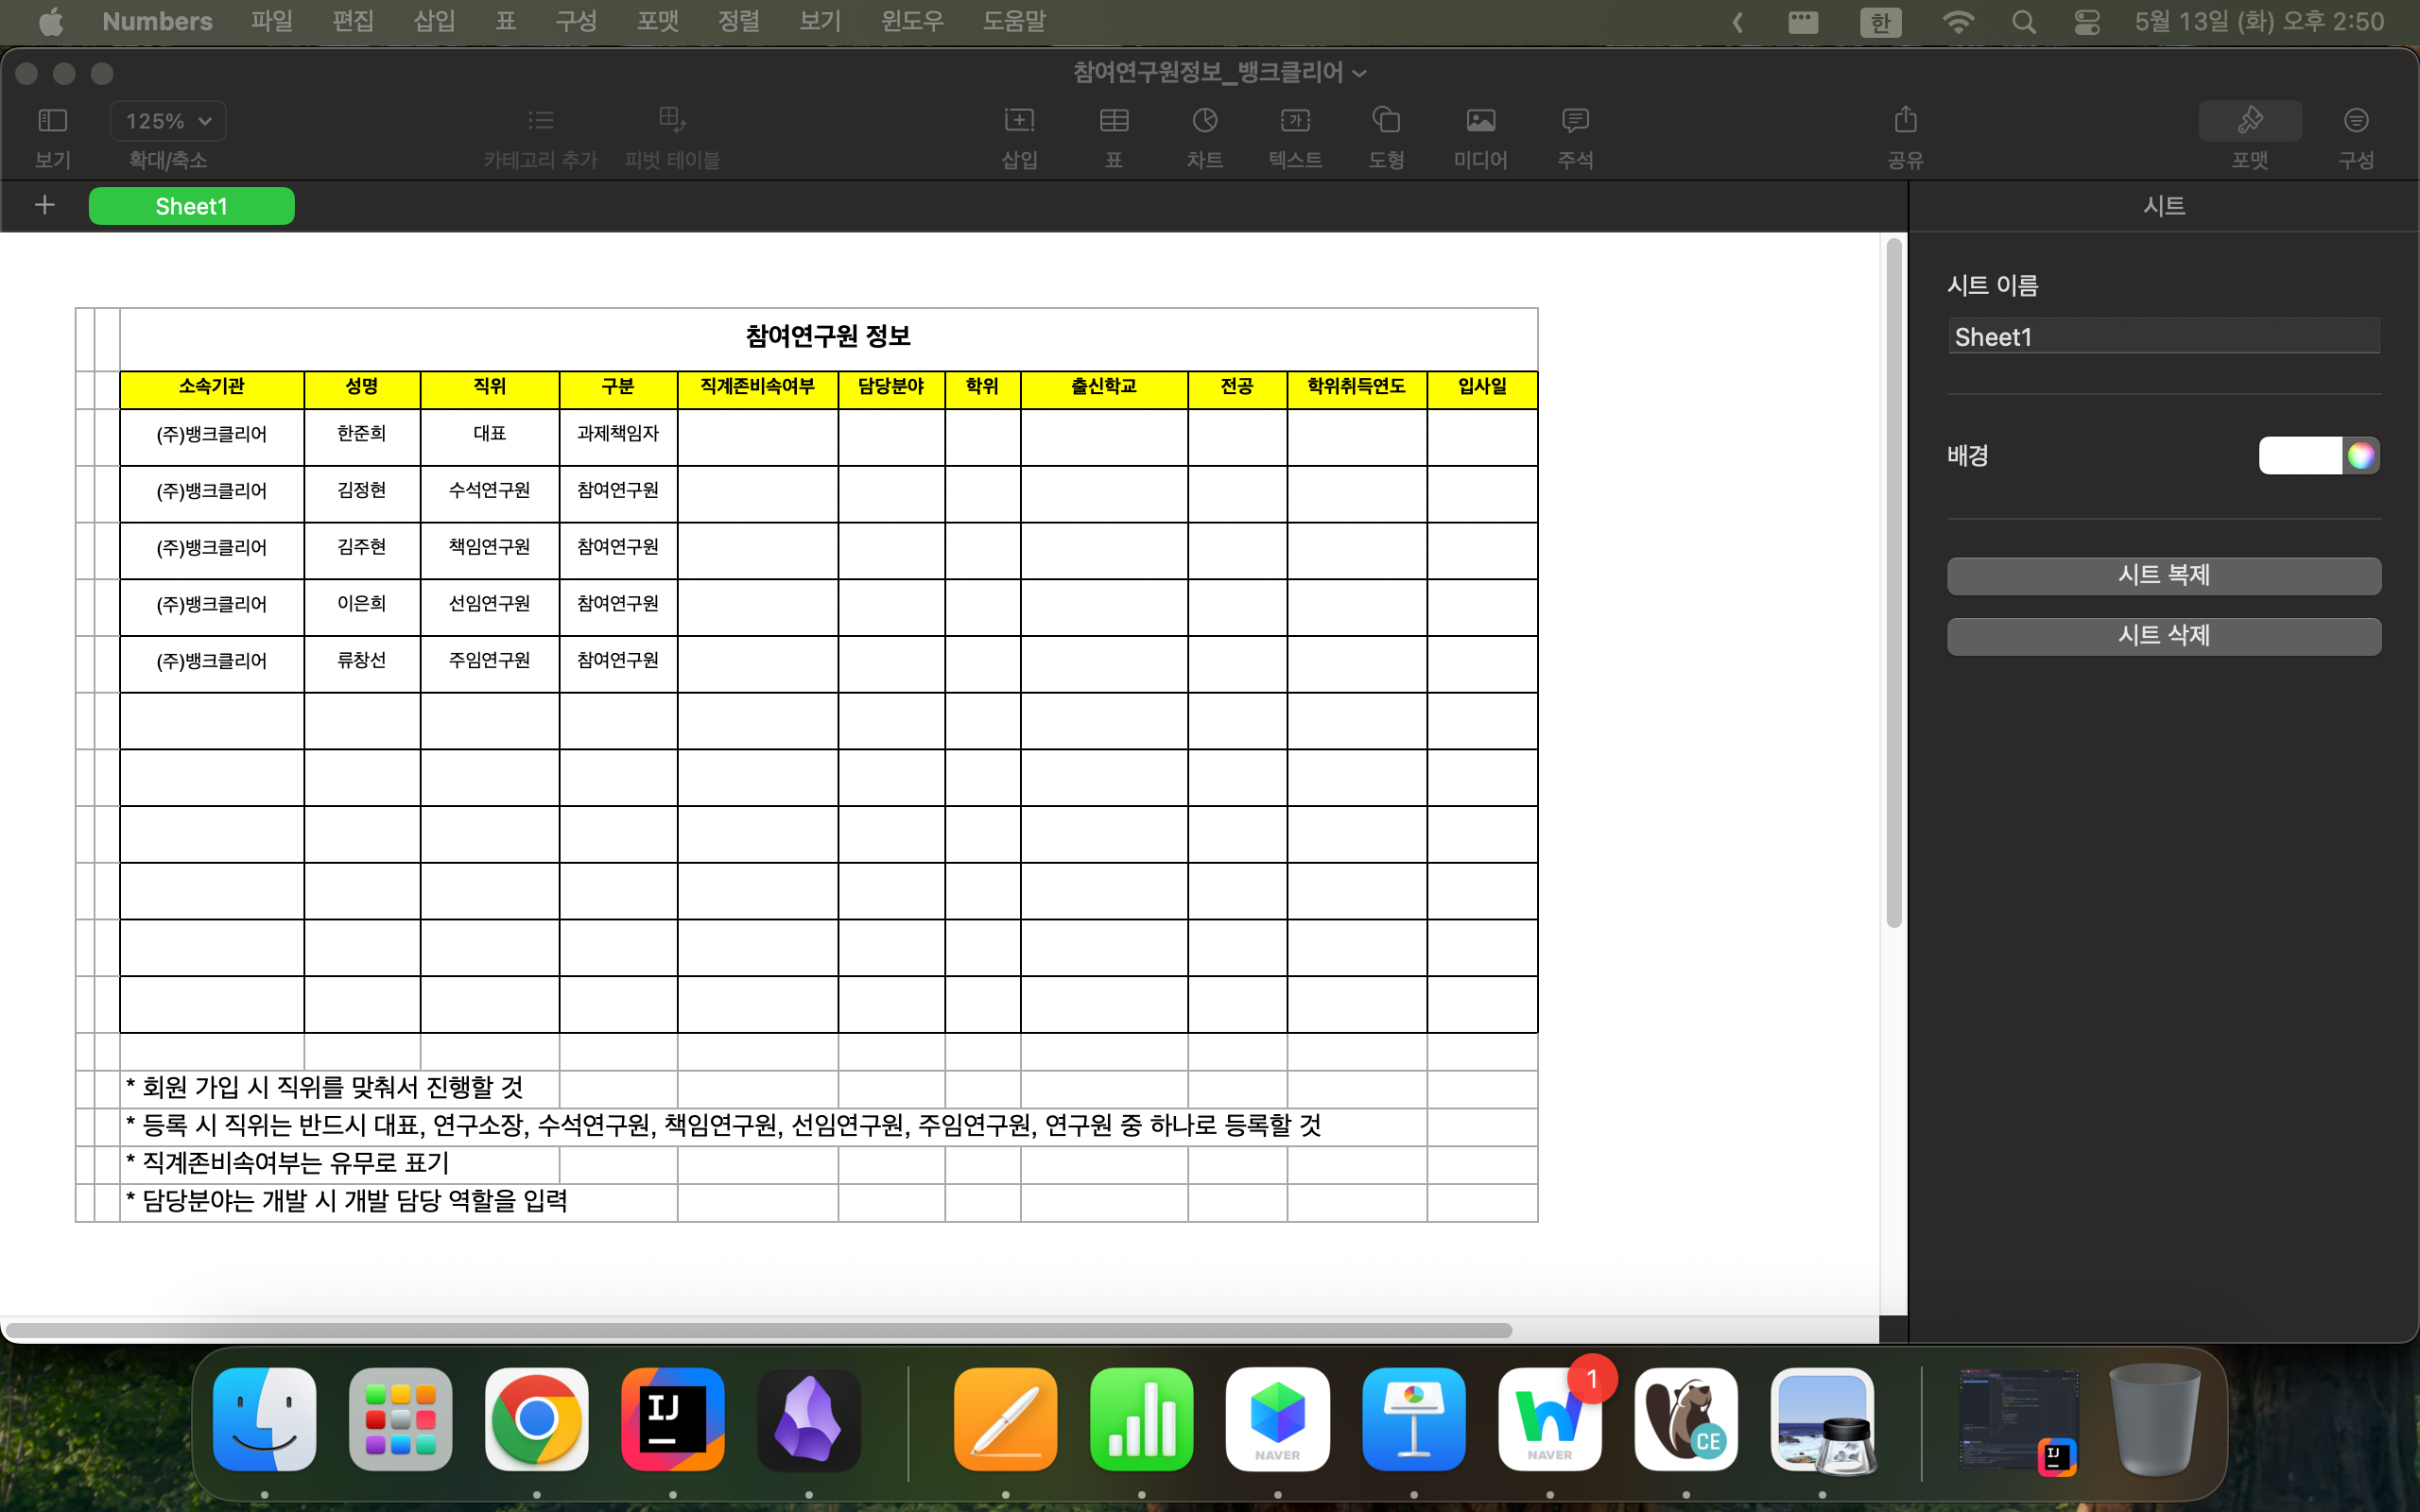 Numbers 파일 편집 삽입 표 구성 포맷 정렬 보기 윈도우 도움말 한 5월 13일 (화) 오후 2:50
참여연구원정보_뱅크클리어
125%
보기 확대/축소 카테고리 추가 피벗 테이블 삽입 표 차트 텍스트 도형 미디어 주석 공유 포맷 구성
Sheet1 시트
시트 이름
Sheet1
배경
시트 복제
시트 삭제
참여연구원 정보
소속기관 성명 직위 구분 직계존비속여부 담당분야 학위 출신학교 전공 학위취득연도 입사일
(주)뱅크클리어 한준희 대표 과제책임자
(주)뱅크클리어 김정현 수석연구원 참여연구원
(주)뱅크클리어 김주현 책임연구원 참여연구원
(주)뱅크클리어 이은희 선임연구원 참여연구원
(주)뱅크클리어 류창선 주임연구원 참여연구원
* 회원 가입 시 직위를 맞춰서 진행할 것
* 등록 시 직위는 반드시 대표, 연구소장, 수석연구원, 책임연구원, 선임연구원, 주임연구원, 연구원 중 하나로 등록할 것
* 직계존비속여부는 유무로 표기
* 담당분야는 개발 시 개발 담당 역할을 입력
IJ NAVER NAVER 1 CE IJ